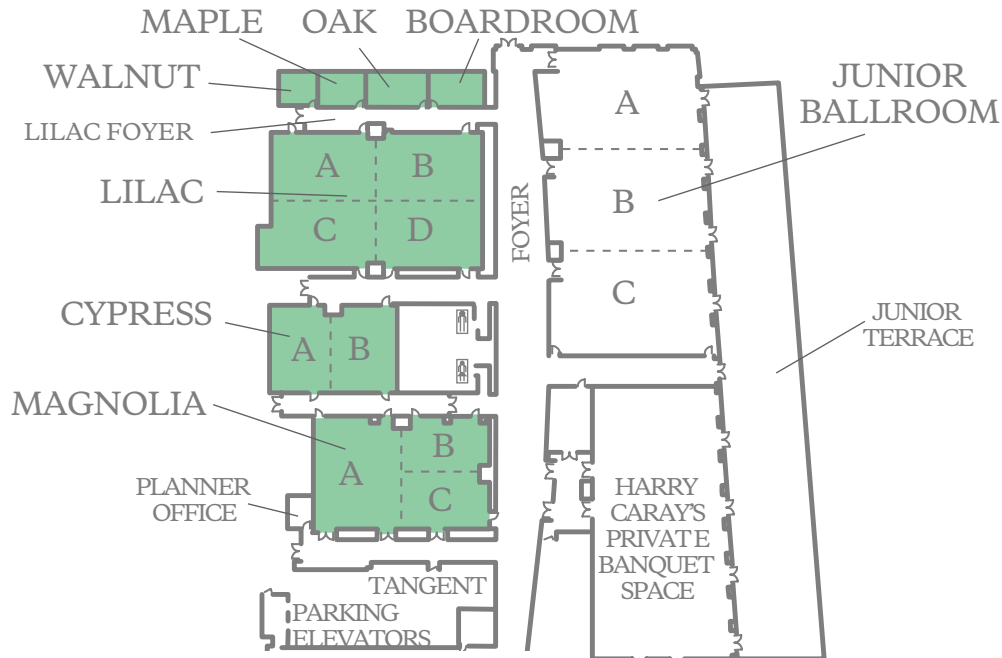 MAPLE
OAK
BOARDROOM
WALNUT
JUNIOR
BALLROOM
LILAC FOYER
A
A
B
LILAC
B
FOYER
C
D
C
CYPRESS
A
B
JUNIOR
TERRACE
MAGNOLIA
A
B
C
PLANNER
OFFICE
HARRY
CARAY'S
PRIVATE
BANQUET
SPACE
TANGENT
PARKING
ELEVATORS